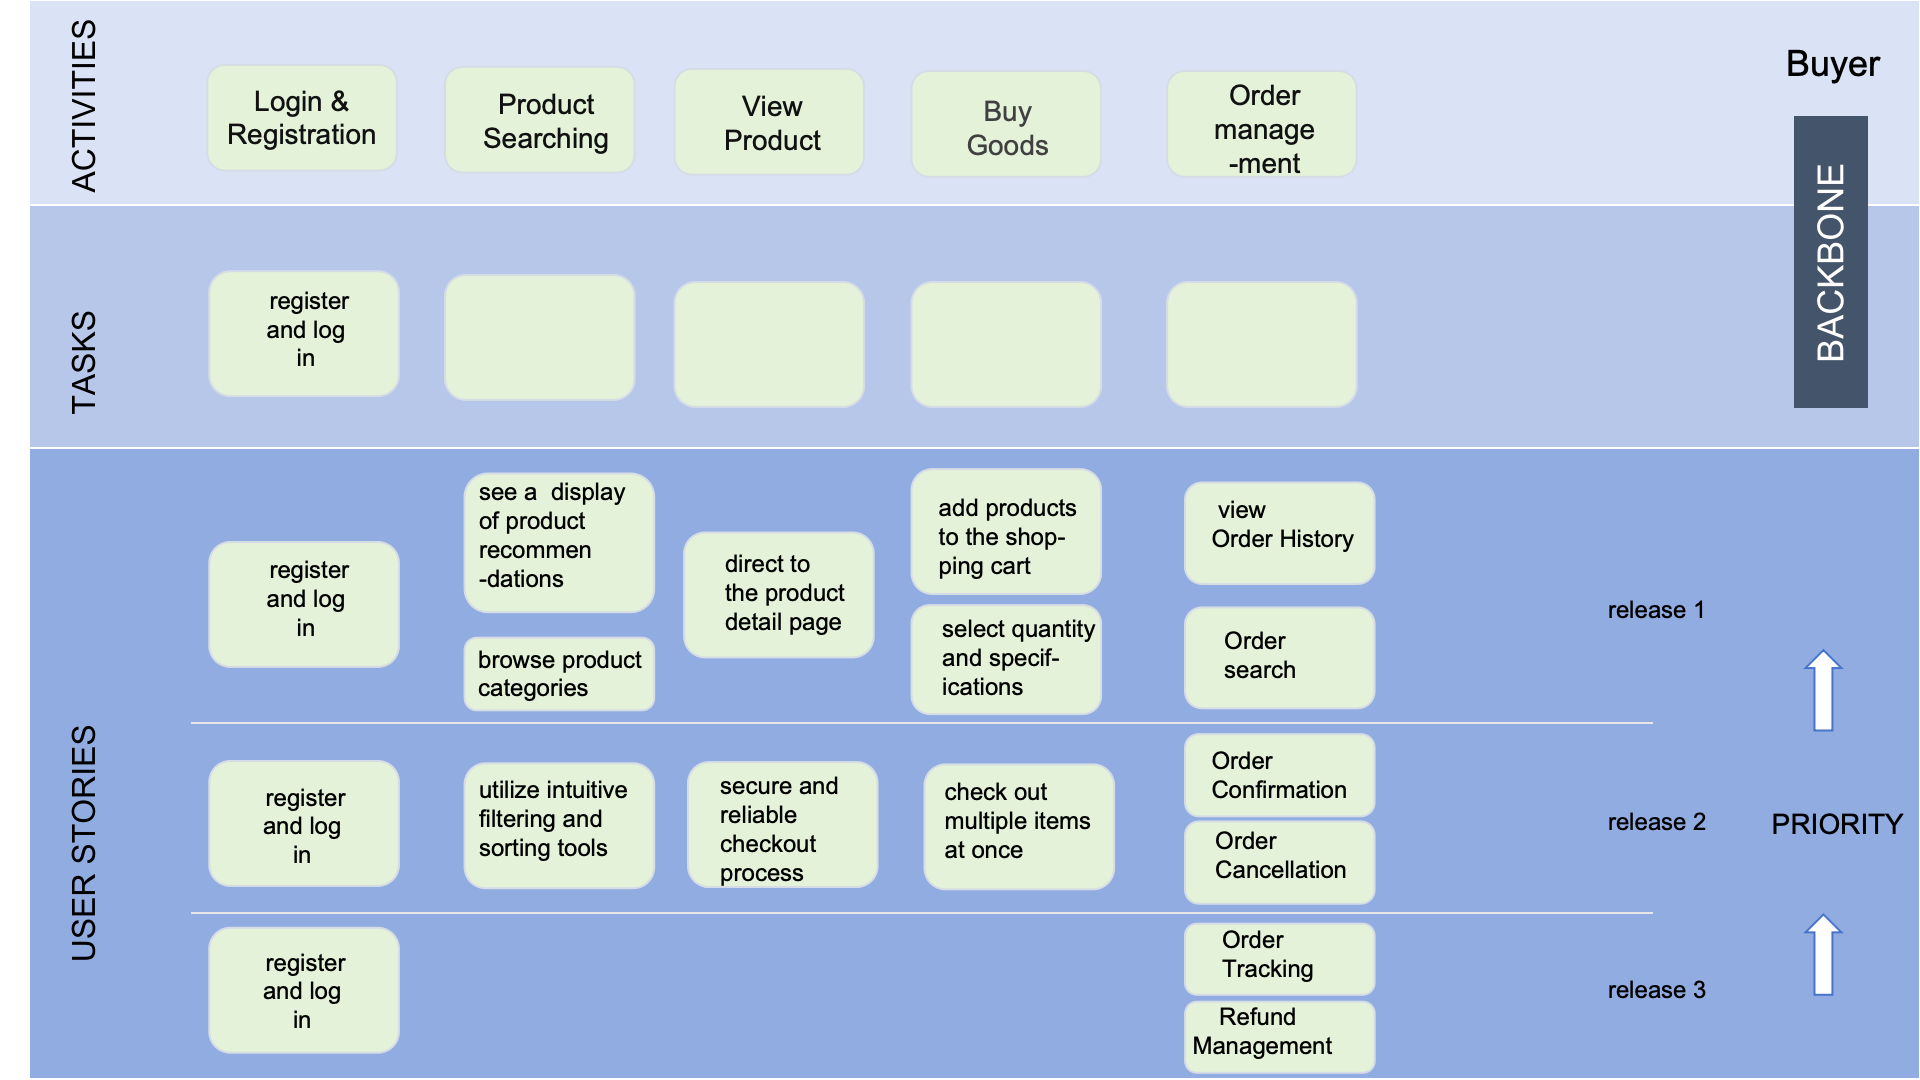 ACTIVITIES
Login &
Registration
Product
Searching
View
Product
Buy
Goods
Order
manage
-ment
Buyer
BACKBONE
TASKS
register
and log
in
USER STORIES
register
and log
in
see a  display
of product
recommen
-dations
browse product
categories
direct to
the product
detail page
add products
to the shop-
ping cart
select quantity
and specif-
ications
view
Order History
Order
search
release 1
register
and log
in
utilize intuitive
filtering and
sorting tools
secure and
reliable
checkout
process
check out
multiple items
at once
Order
Confirmation
Order
Cancellation
release 2
PRIORITY
register
and log
in
Order
Tracking
Refund
Management
release 3